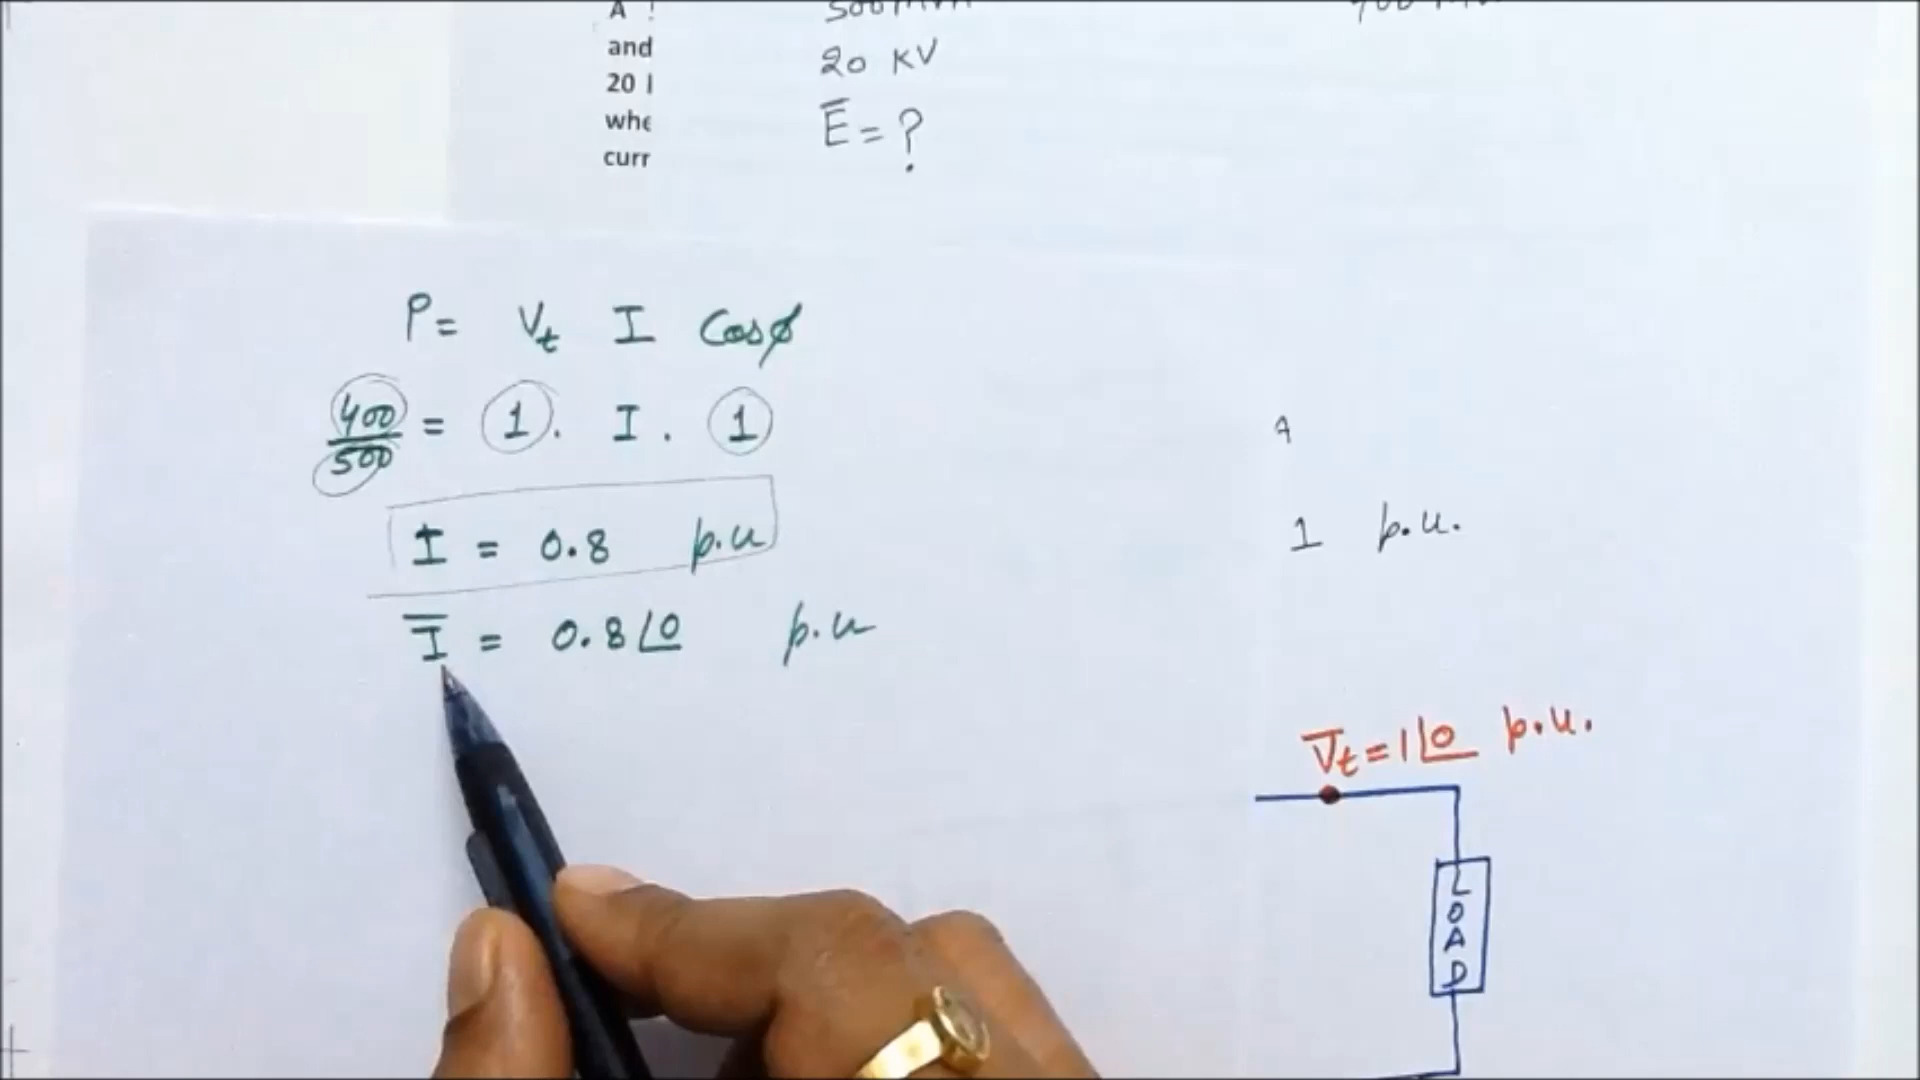 A
20 KV
and
20
Ē = ?
curr
P = Vt I Cosφ
400/500 = 1 . I . 1
I = 0.8 p.u
Ī = 0.8∠0 p.u
1 p.u.
V̄t = 1∠0 p.u.
LOAD